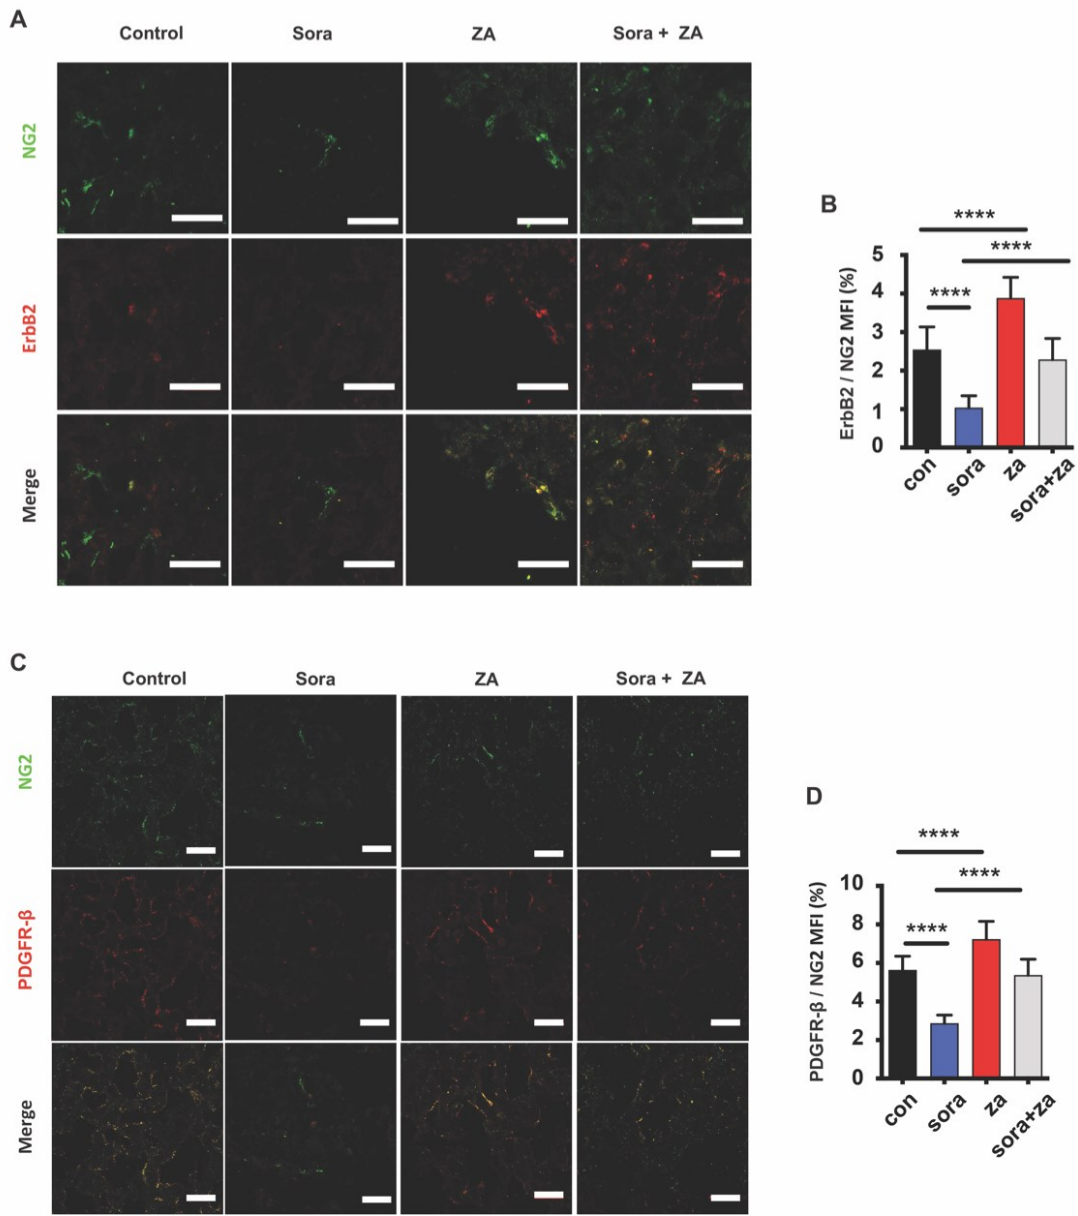 A
Control Sora ZA Sora + ZA
NG2
ErbB2
Merge
B
****
****
****
ErbB2 / NG2 MFI (%)
5
4
3
2
1
0
con sora za sora+za
C
Control Sora ZA Sora + ZA
NG2
PDGFR-β
Merge
D
****
****
****
PDGFR-β / NG2 MFI (%)
10
8
6
4
2
0
con sora za sora+za